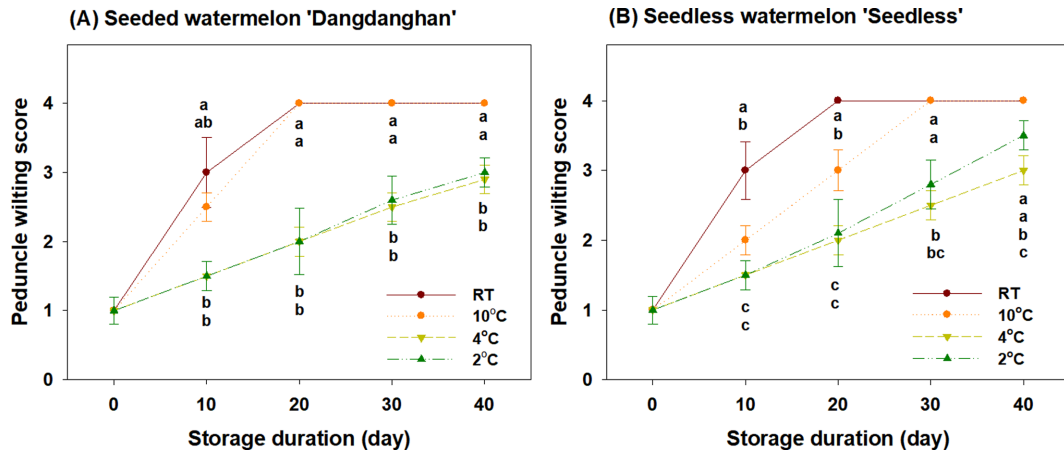 (A) Seeded watermelon 'Dangdanghan'
Peduncle wilting score
4
3
2
1
0
a
ab
b
b
a
a
b
b
a
a
b
b
a
a
b
b
RT
10°C
4°C
2°C
0 10 20 30 40
Storage duration (day)
(B) Seedless watermelon 'Seedless'
Peduncle wilting score
4
3
2
1
0
a
b
c
c
a
b
c
c
a
a
b
bc
a
a
b
c
RT
10°C
4°C
2°C
0 10 20 30 40
Storage duration (day)